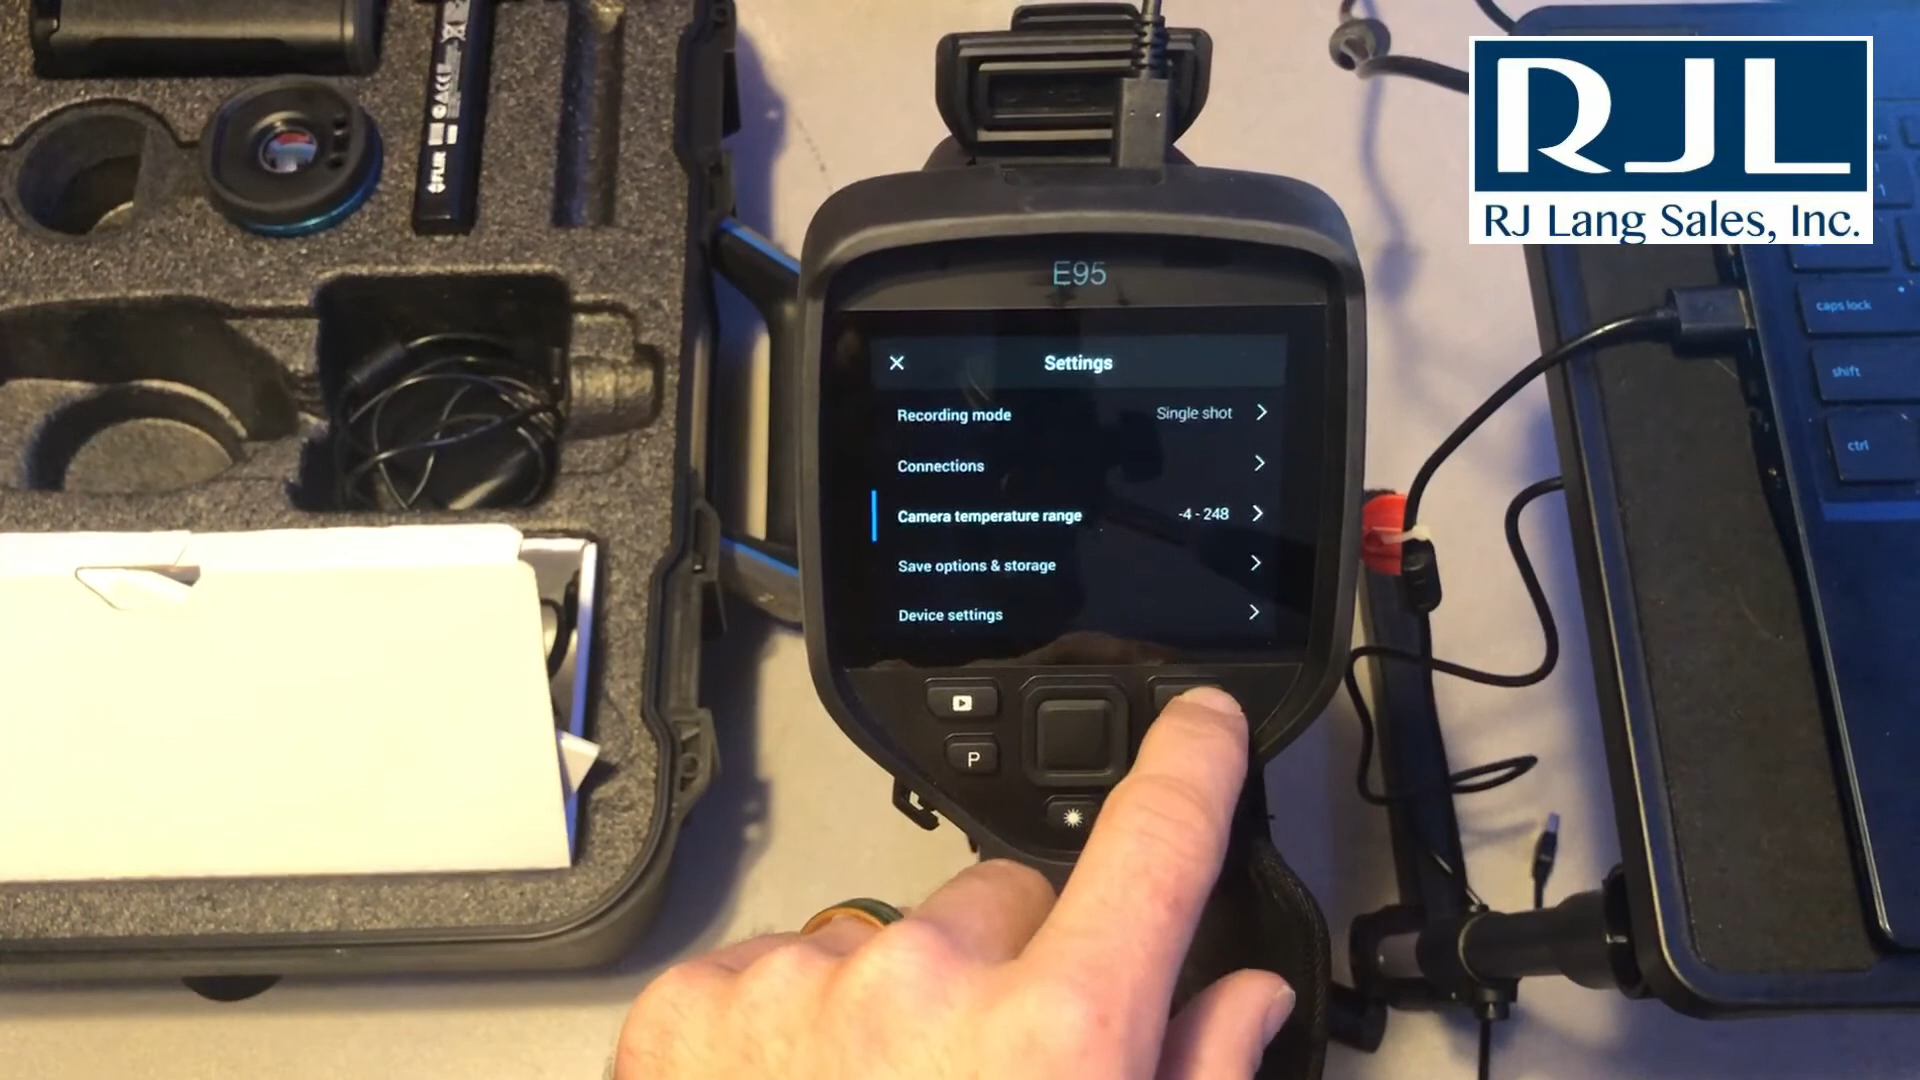 RJL
RJ Lang Sales, Inc.
FLIR
E95
Settings
Recording mode Single shot
Connections
Camera temperature range -4 - 248
Save options & storage
Device settings
P
caps lock
shift
ctrl